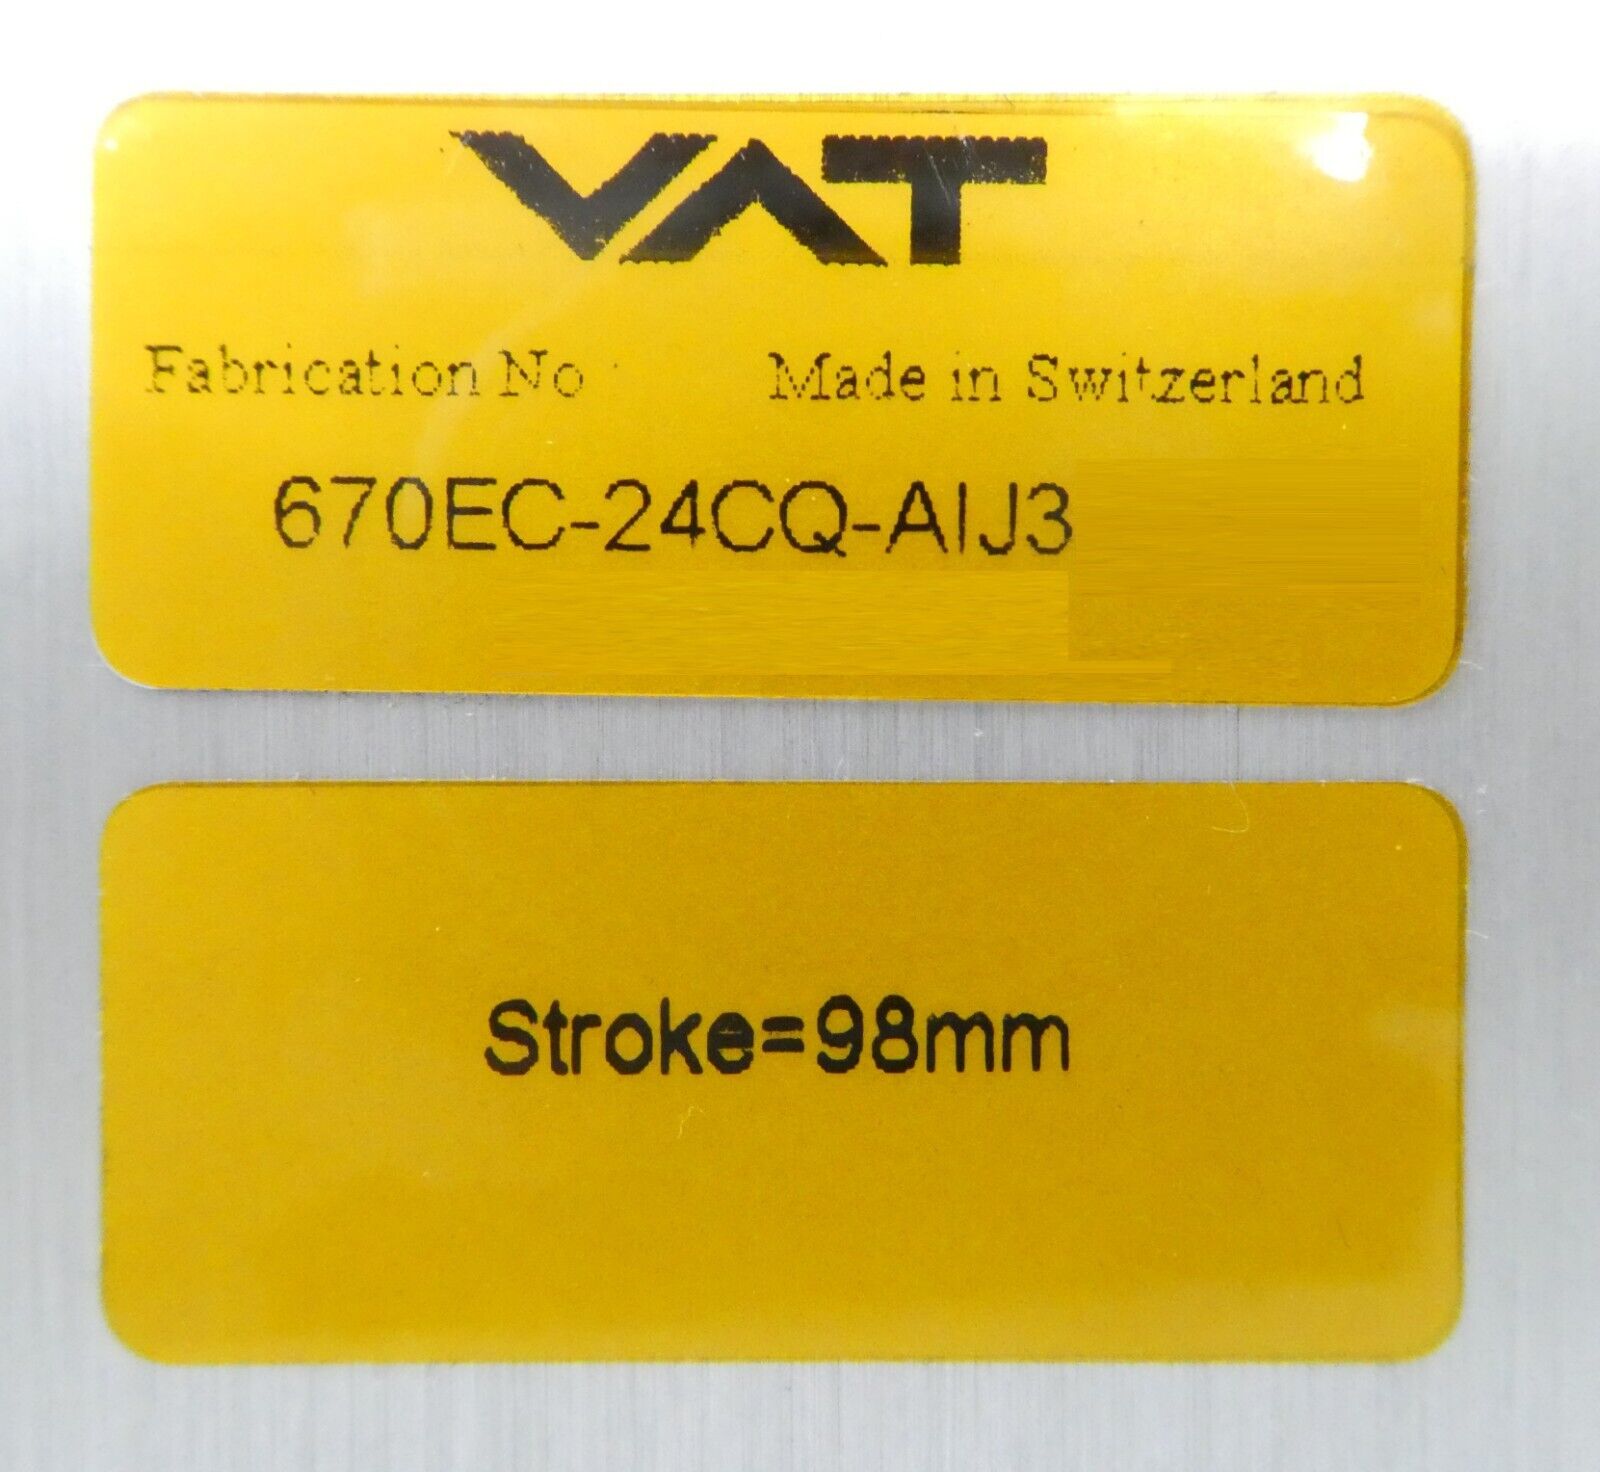 VAT
Fabrication No Made in Switzerland
670EC-24CQ-AIJ3
Stroke=98mm